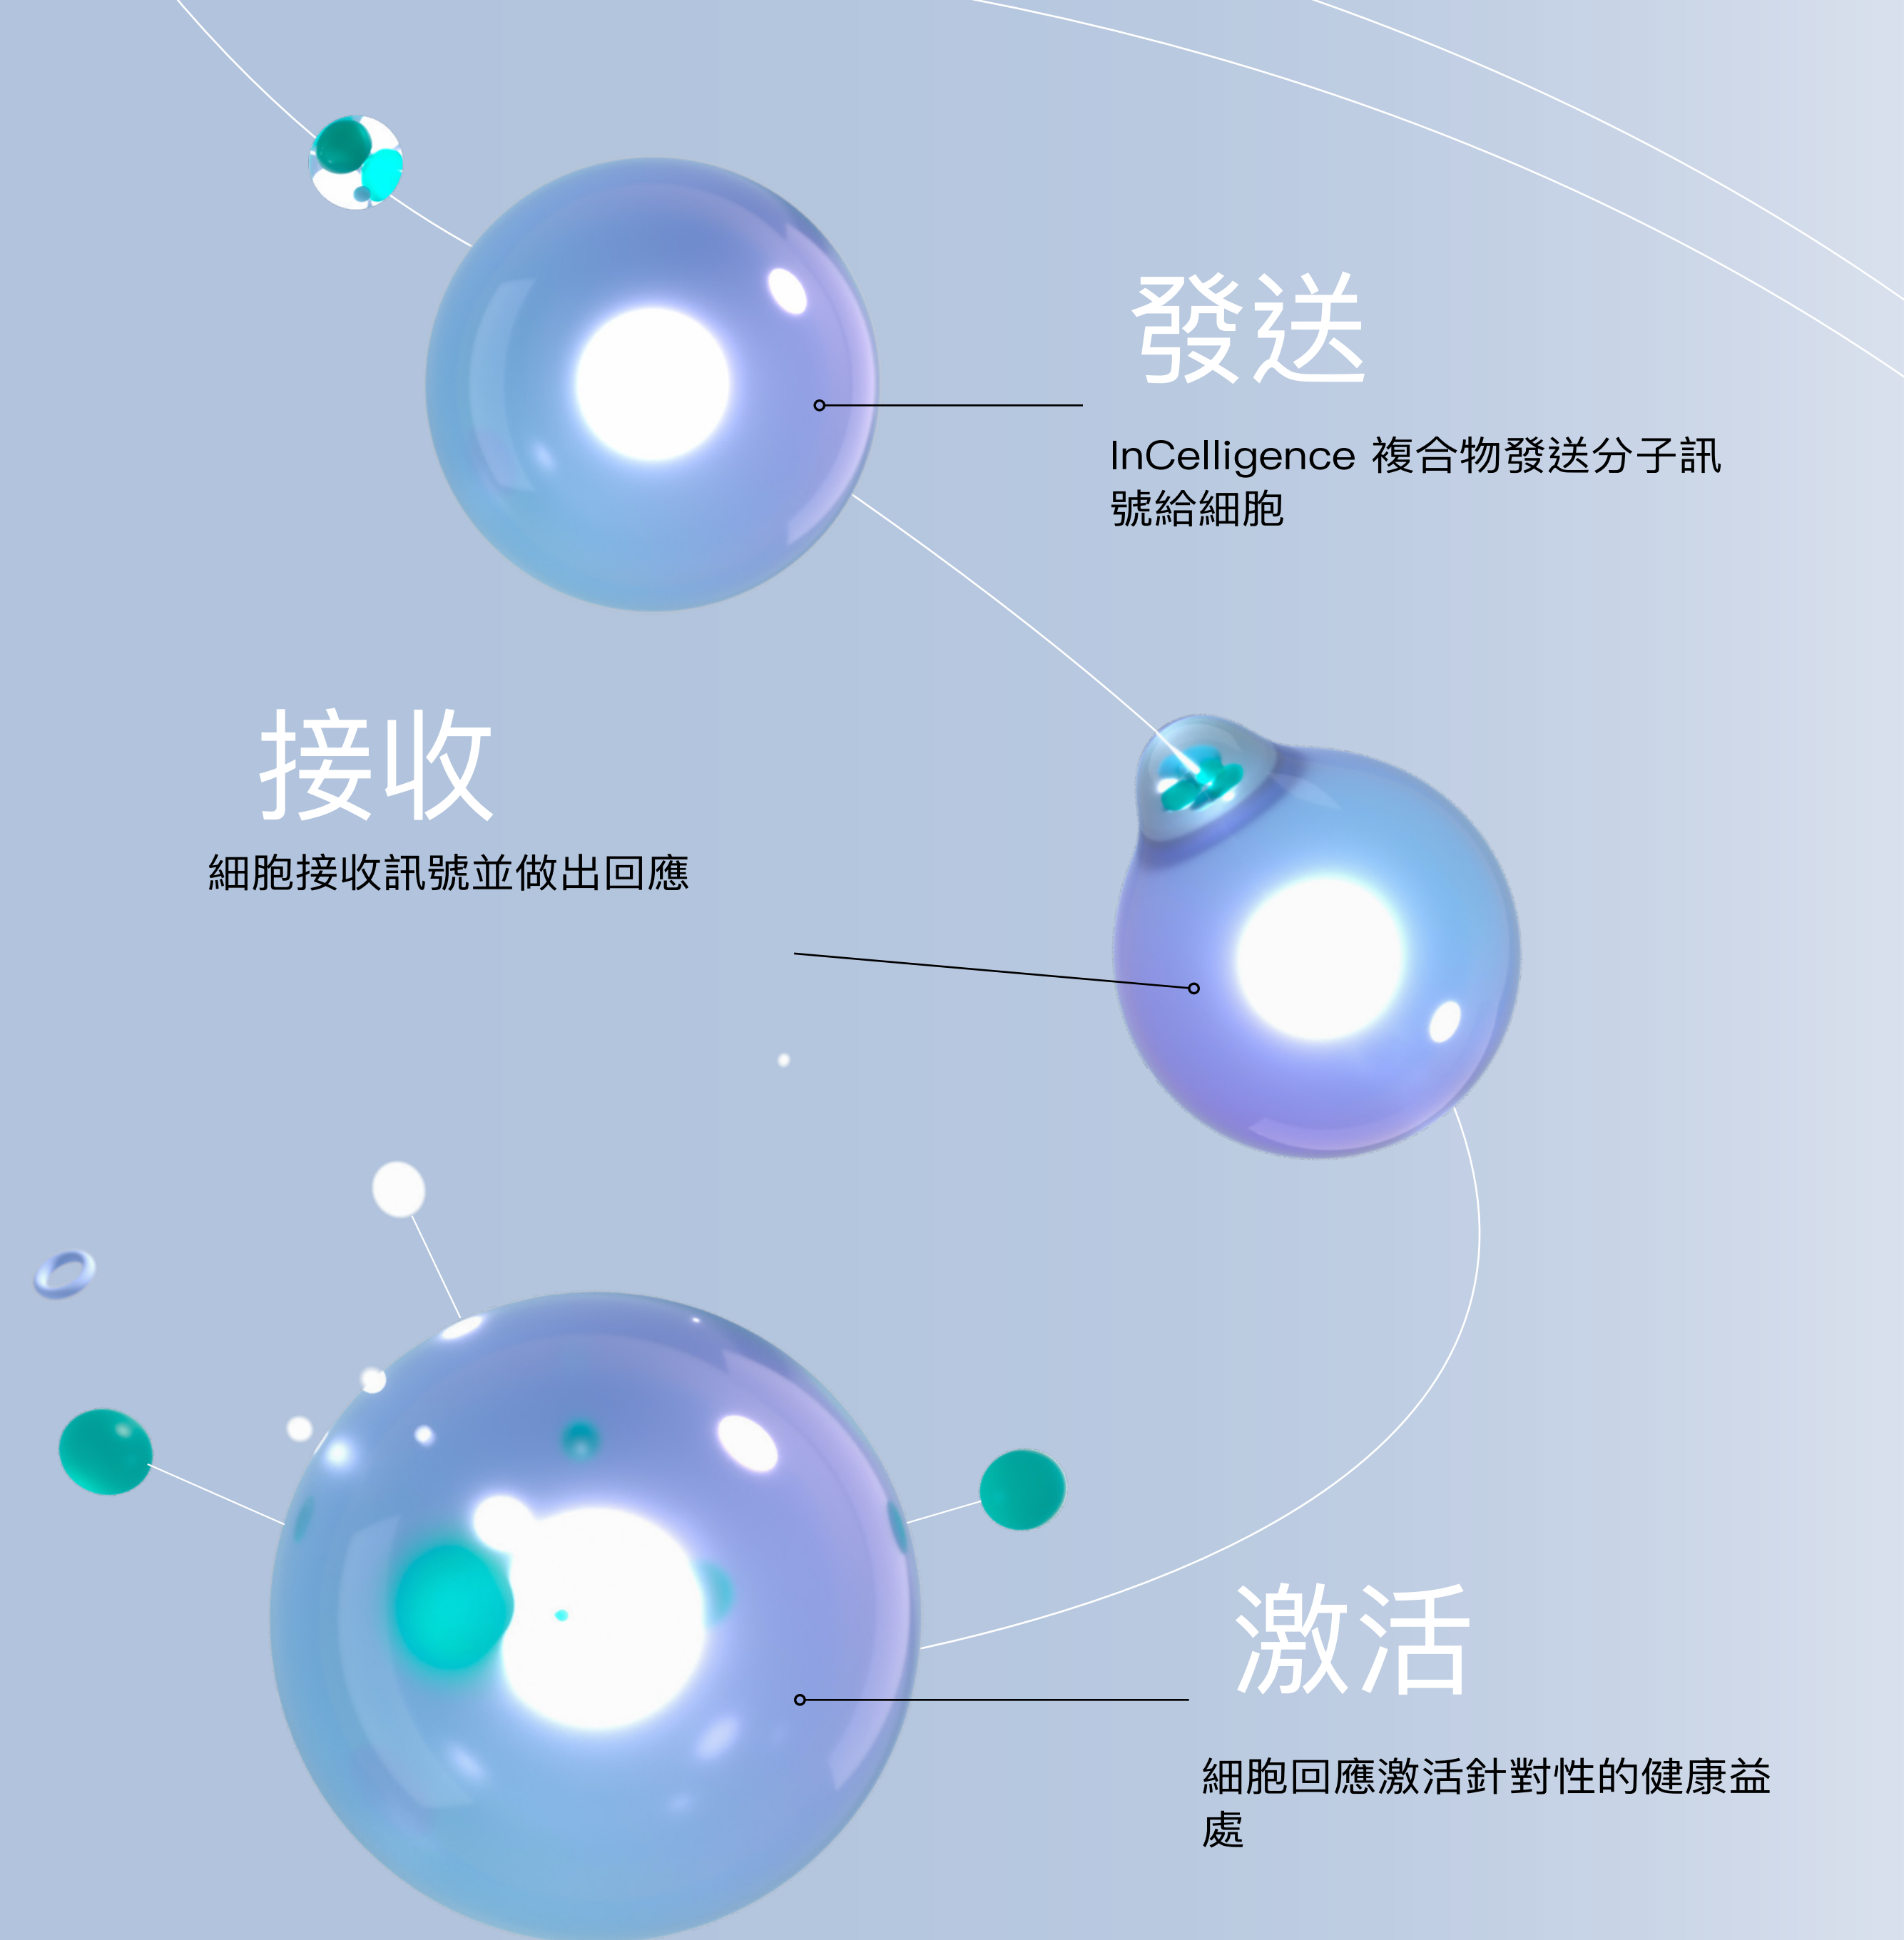 發送
InCelligence 複合物發送分子訊
號給細胞
接收
細胞接收訊號並做出回應
激活
細胞回應激活針對性的健康益
處